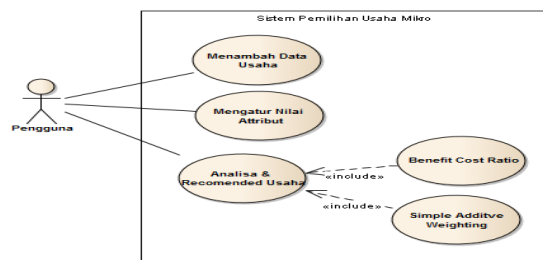 Sistem Pemilihan Usaha Mikro
Menambah Data
Usaha
Pengguna
Mengatur Nilai
Attribut
Analisa &
Recomended Usaha
Benefit Cost Ratio
«include»
«include»
Simple Additve
Weighting